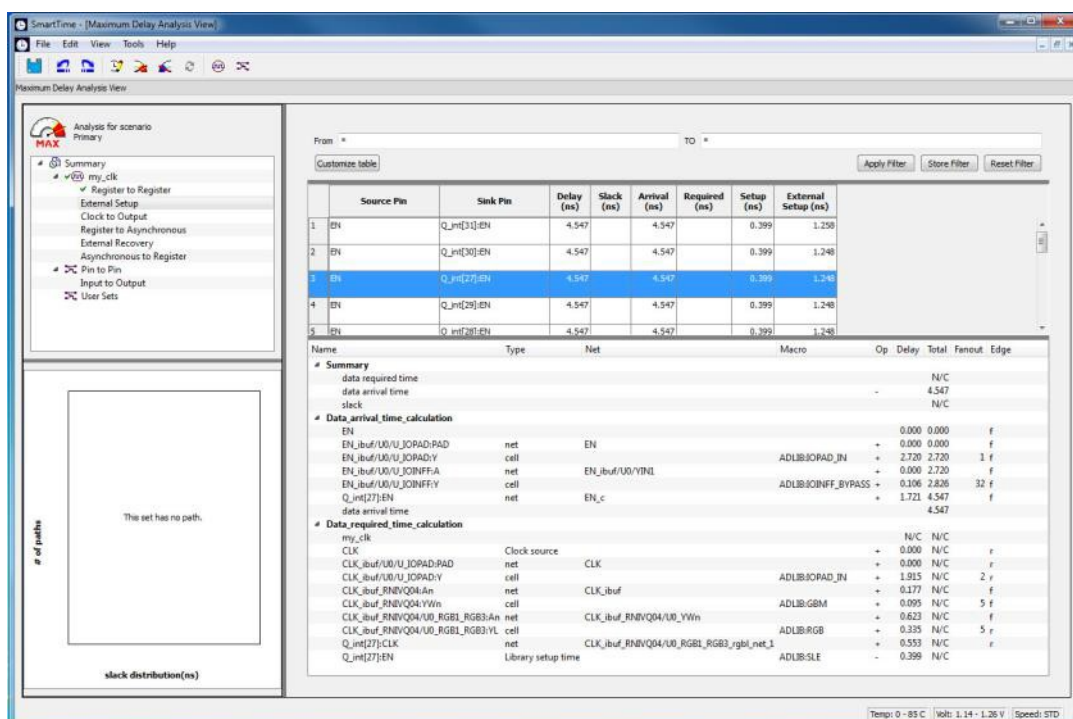 SmartTime - [Maximum Delay Analysis View]
File Edit View Tools Help
Maximum Delay Analysis View
Analysis for scenario
Primary
MAX
Summary
my_clk
Register to Register
External Setup
Clock to Output
Register to Asynchronous
External Recovery
Asynchronous to Register
Pin to Pin
Input to Output
User Sets
# of paths
This set has no path.
slack distribution(ns)
From * TO *
Customize table Apply Filter Store Filter Reset Filter
Source Pin Sink Pin Delay (ns) Slack (ns) Arrival (ns) Required (ns) Setup (ns) External Setup (ns)
1 EN Q_int[31]:EN 4.547 4.547 0.399 1.258
2 EN Q_int[30]:EN 4.547 4.547 0.399 1.248
3 EN Q_int[27]:EN 4.547 4.547 0.399 1.248
4 EN Q_int[29]:EN 4.547 4.547 0.399 1.248
5 EN Q_int[28]:EN 4.547 4.547 0.399 1.248
Name Type Net Macro Op Delay Total Fanout Edge
Summary
data required time N/C
data arrival time - 4.547
slack N/C
Data_arrival_time_calculation
EN 0.000 0.000 f
EN_ibuf/U0/U_IOPAD:PAD net EN + 0.000 0.000 f
EN_ibuf/U0/U_IOPAD:Y cell ADLIB:IOPAD_IN + 2.720 2.720 1 f
EN_ibuf/U0/U_IOINFF:A net EN_ibuf/U0/YIN1 + 0.000 2.720 f
EN_ibuf/U0/U_IOINFF:Y cell ADLIB:IOINFF_BYPASS + 0.106 2.826 32 f
Q_int[27]:EN net EN_c + 1.721 4.547 f
data arrival time 4.547
Data_required_time_calculation
my_clk N/C N/C
CLK Clock source + 0.000 N/C r
CLK_ibuf/U0/U_IOPAD:PAD net CLK + 0.000 N/C r
CLK_ibuf/U0/U_IOPAD:Y cell ADLIB:IOPAD_IN + 1.915 N/C 2 r
CLK_ibuf_RNIVQ04:An net CLK_ibuf + 0.177 N/C f
CLK_ibuf_RNIVQ04:YWn cell ADLIB:GBM + 0.095 N/C 5 f
CLK_ibuf_RNIVQ04/U0_RGB1_RGB3:An net CLK_ibuf_RNIVQ04/U0_YWn + 0.623 N/C f
CLK_ibuf_RNIVQ04/U0_RGB1_RGB3:YL cell ADLIB:RGB + 0.335 N/C 5 r
Q_int[27]:CLK net CLK_ibuf_RNIVQ04/U0_RGB1_RGB3_rgbl_net_1 + 0.553 N/C r
Q_int[27]:EN Library setup time ADLIB:SLE - 0.399 N/C
Temp: 0 - 85 C Volt: 1.14 - 1.26 V Speed: STD